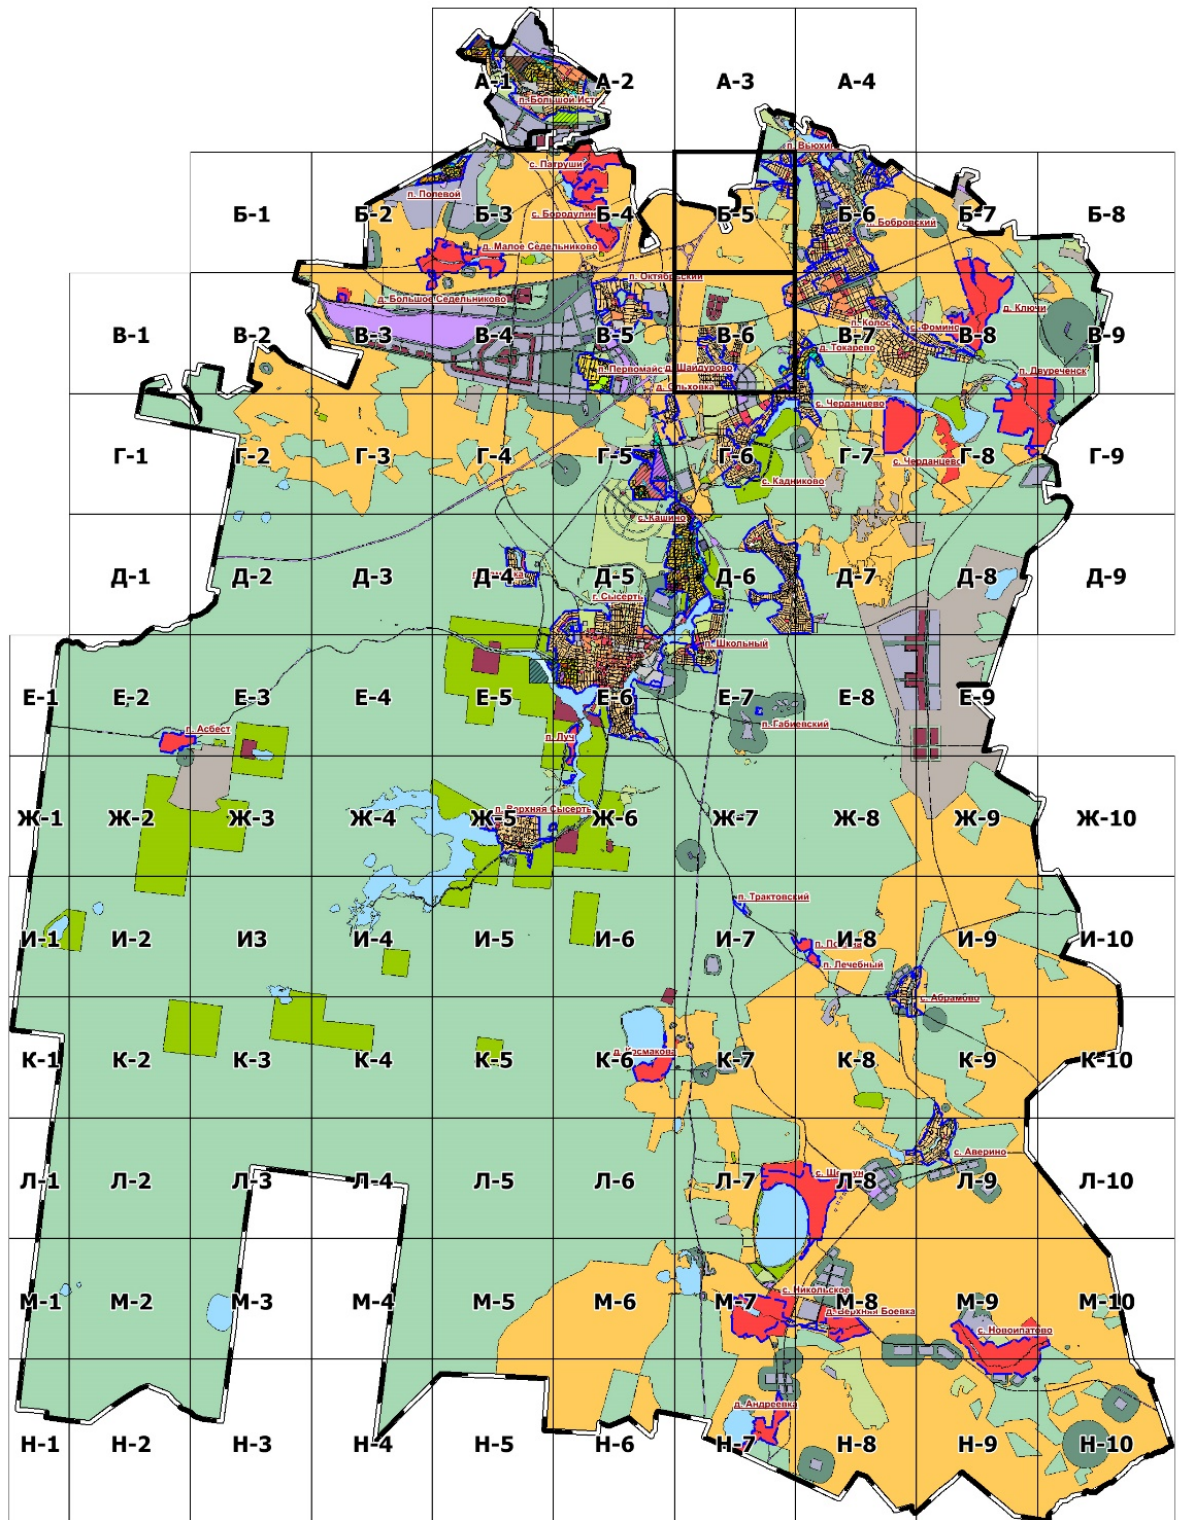 А-1 А-2 А-3 А-4
п. Большой Исток
п. Вьюхин
с. Патруши
п. Полевой
Б-1 Б-2 Б-3 с. Бородулин Б-4 Б-5 Б-6 Б-7 Б-8
п. Бобровский
д. Малое Седельниково
п. Октябрьский
д. Большое Седельниково
д. Ключи
п. Колос с. Фомино
В-1 В-2 В-3 В-4 В-5 В-6 В-7 В-8 В-9
д. Токарево
п. Первомайс д. Шайдурово
п. Двуреченск
д. Ольховка
с. Черданцево
Г-1 Г-2 Г-3 Г-4 Г-5 Г-6 Г-7 Г-8 Г-9
с. Черданцево
с. Кадниково
с. Кашино
Д-1 Д-2 Д-3 Д-4 Д-5 Д-6 Д-7 Д-8 Д-9
г. Сысерть
п. Школьный
Е-1 Е-2 Е-3 Е-4 Е-5 Е-6 Е-7 Е-8 Е-9
п. Габиевский
п. Асбест
п. Луч
п. Верхняя Сысерть
Ж-1 Ж-2 Ж-3 Ж-4 Ж-5 Ж-6 Ж-7 Ж-8 Ж-9 Ж-10
п. Трактовский
И-1 И-2 И3 И-4 И-5 И-6 И-7 И-8 И-9 И-10
п. Лечебный
с. Абрамово
д. Космакова
К-1 К-2 К-3 К-4 К-5 К-6 К-7 К-8 К-9 К-10
с. Аверино
Л-1 Л-2 Л-3 Л-4 Л-5 Л-6 Л-7 Л-8 Л-9 Л-10
с. Никольское
М-1 М-2 М-3 М-4 М-5 М-6 М-7 М-8 М-9 М-10
д. Верхняя Боевка
с. Новоипатово
д. Андреевка
Н-1 Н-2 Н-3 Н-4 Н-5 Н-6 Н-7 Н-8 Н-9 Н-10